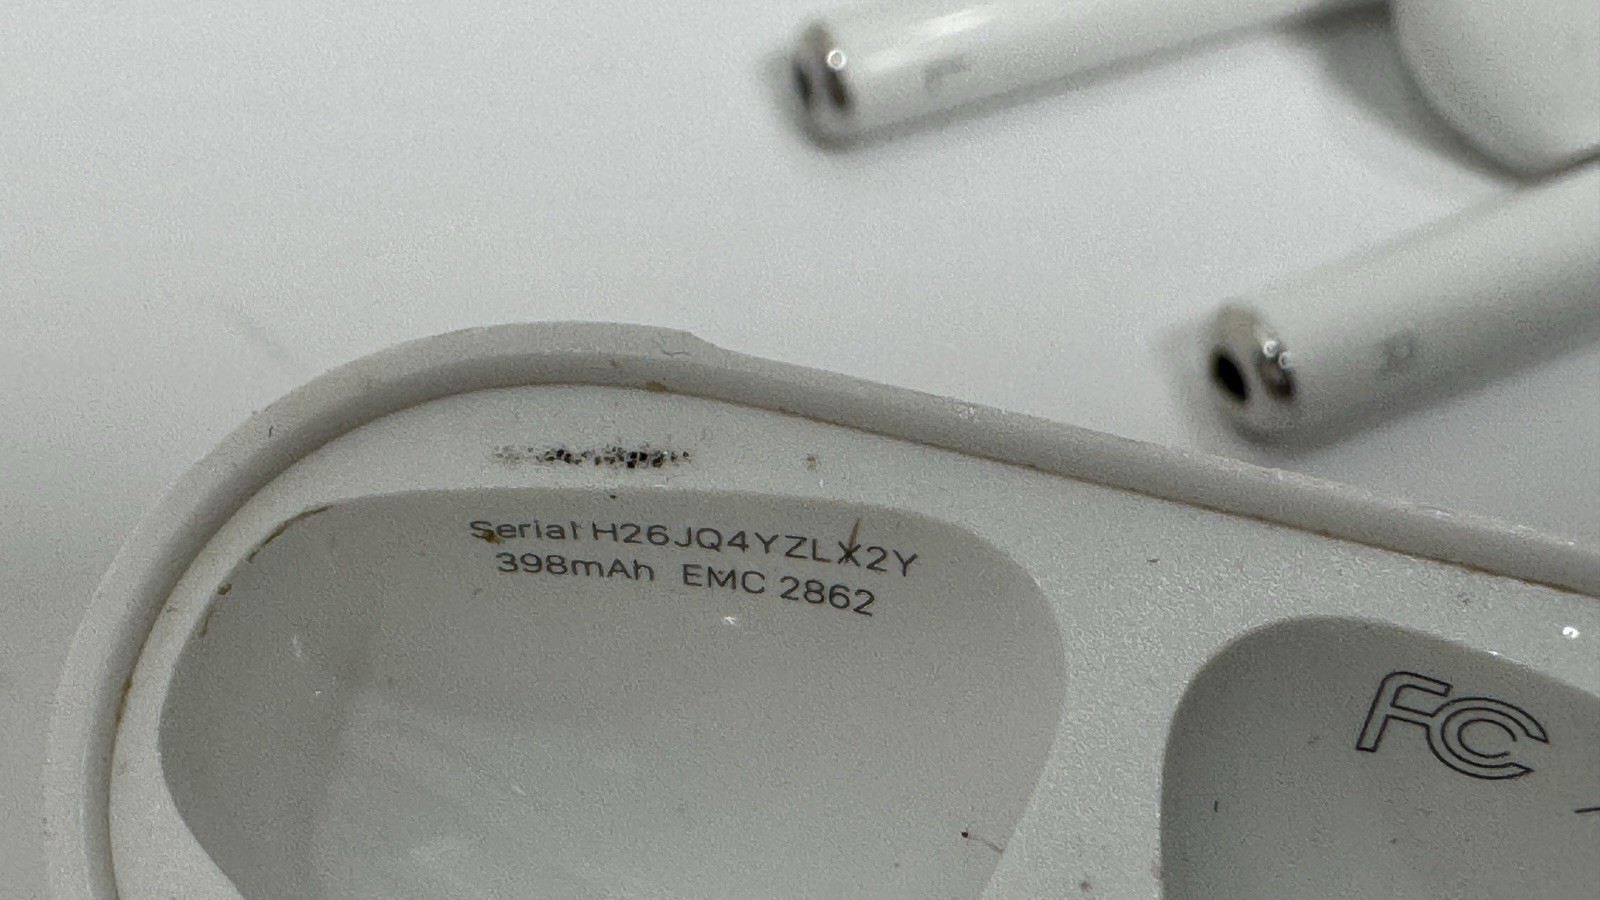 Serial H26JQ4YZLX2Y
398mAh EMC 2862
FC